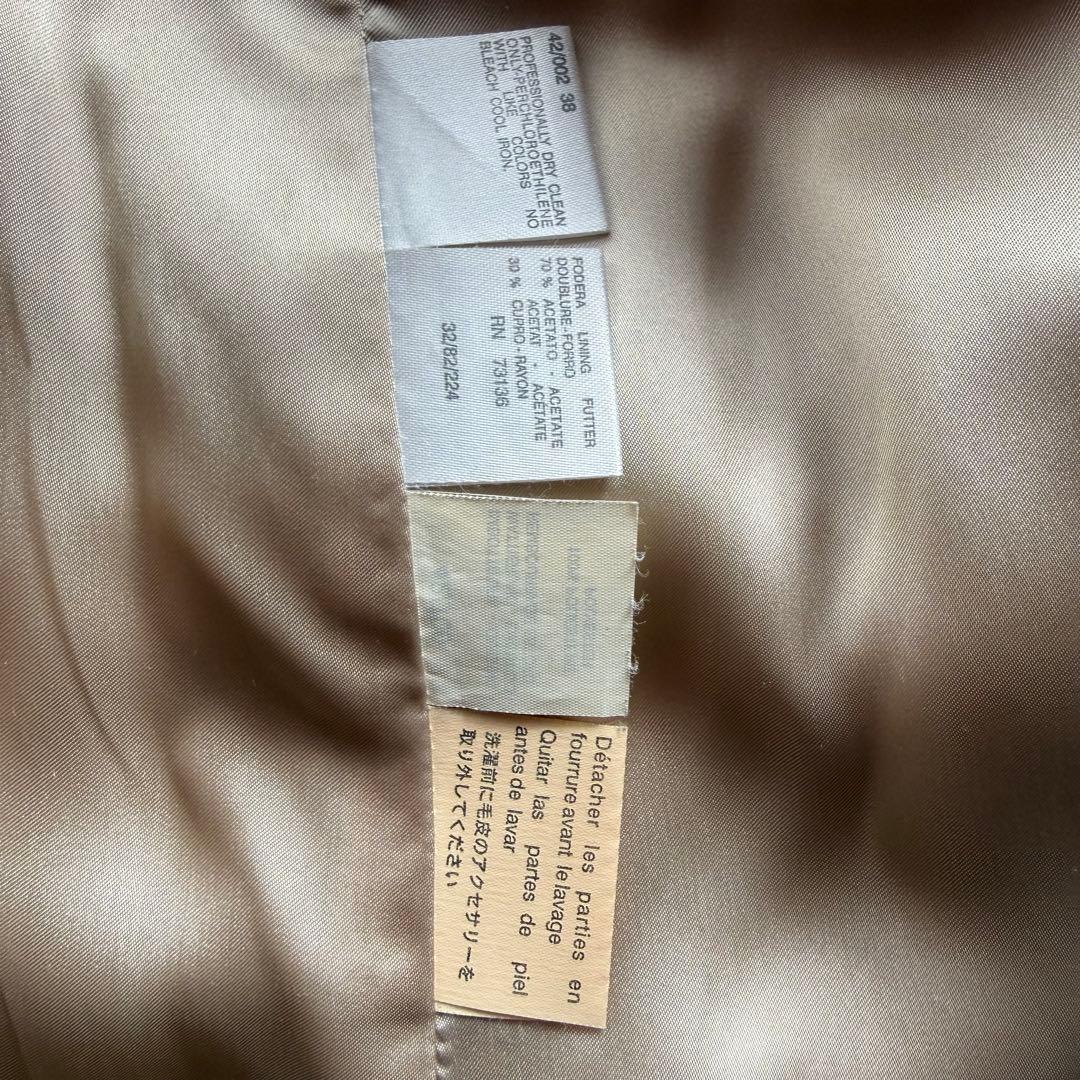 42/002 38
PROFESSIONALLY DRY CLEAN
ONLY-PERCHLOROETHILENE
WITH LIKE COLORS NO
BLEACH COOL IRON.
FODERA LINING FUTTER
DOUBLURE-FORRO
70 % ACETATO - ACETATE
ACETAT - ACETATE
30 % CUPRO-RAYON
RN 73136
32/82/224
Détacher les parties en
fourrure avant le lavage
Quitar las partes de piel
antes de lavar
洗濯前に毛皮のアクセサリーを
取り外してください